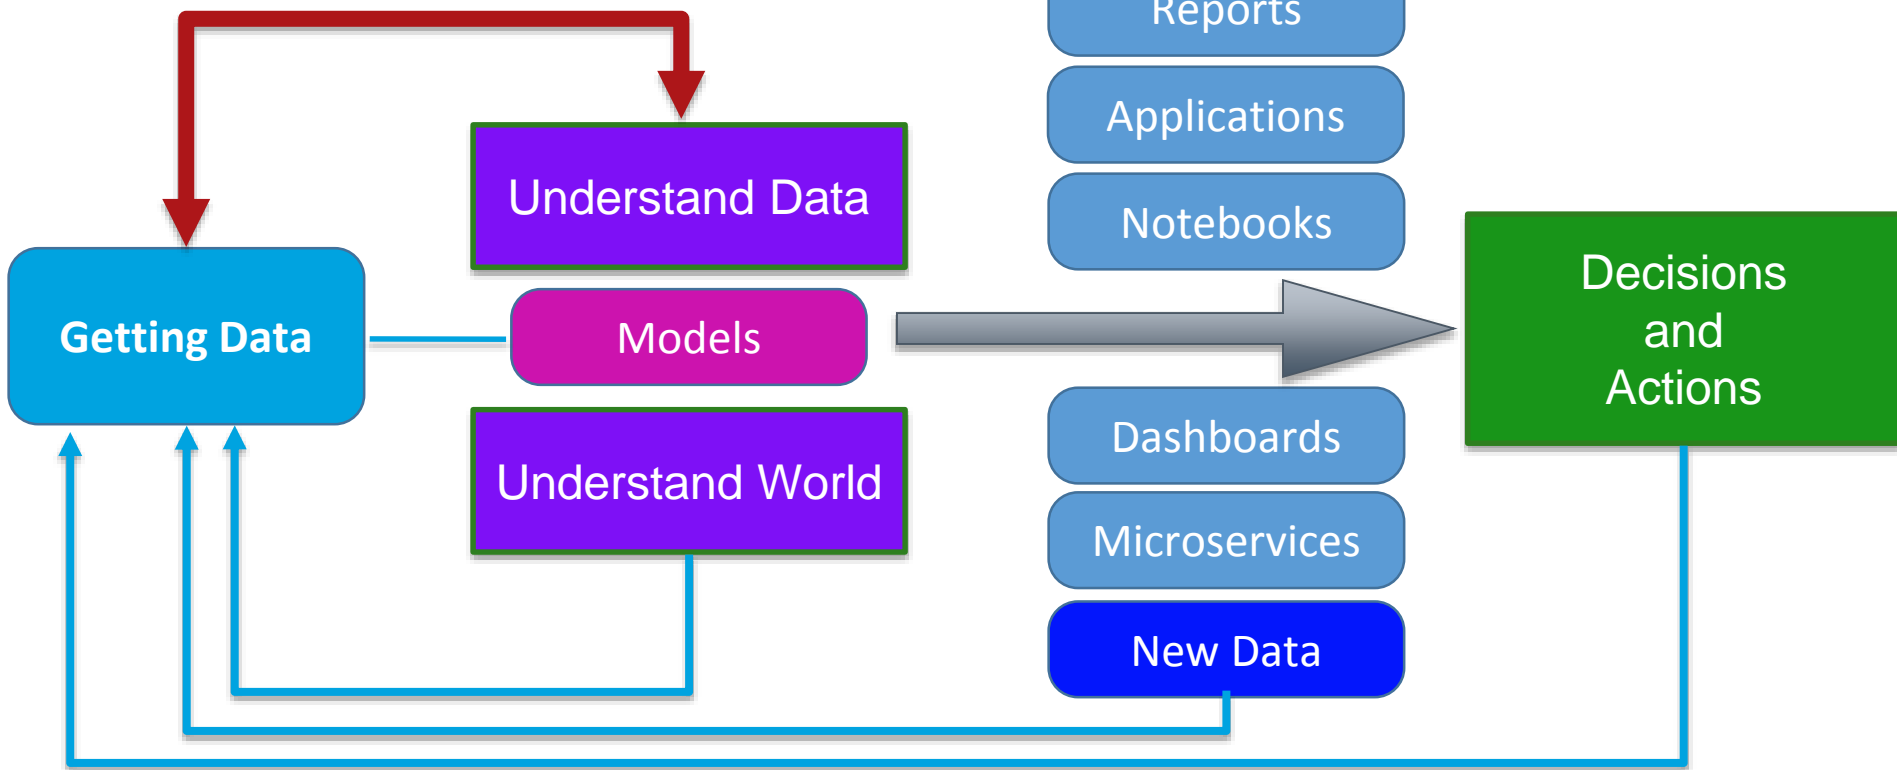 Reports
Applications
Understand Data
Notebooks
Getting Data
Models
Decisions
and
Actions
Understand World
Dashboards
Microservices
New Data